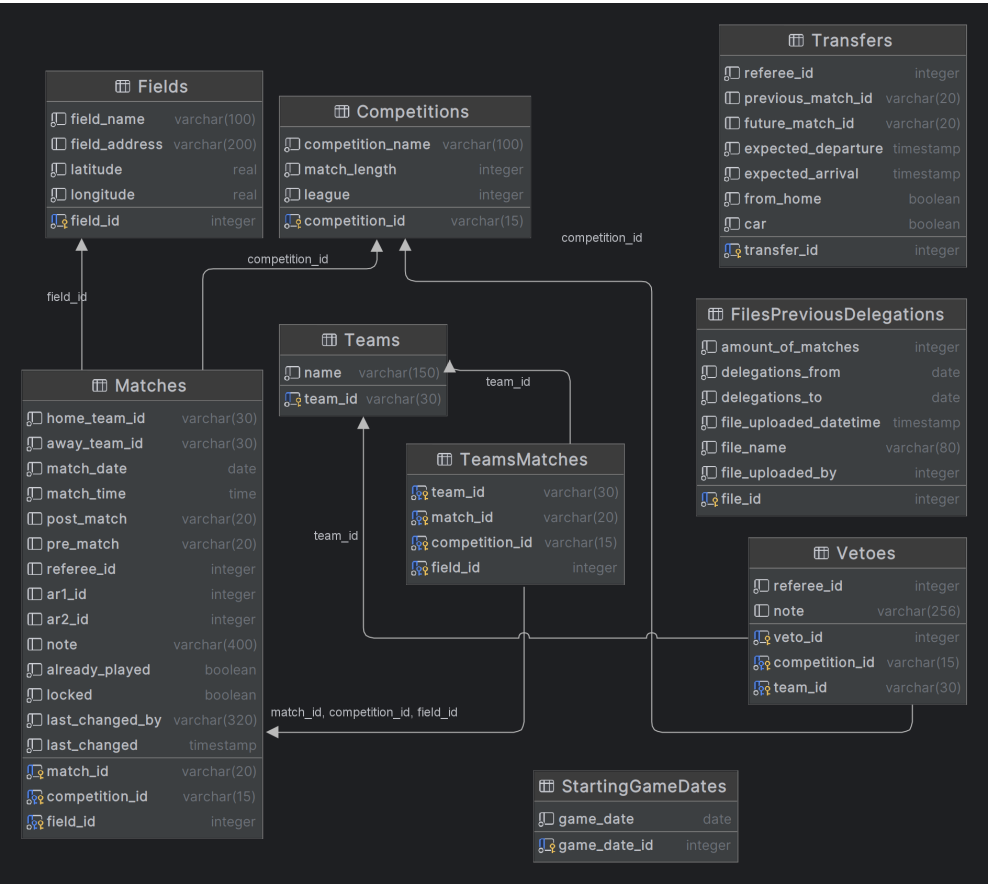 Transfers
referee_id integer
previous_match_id varchar(20)
future_match_id varchar(20)
expected_departure timestamp
expected_arrival timestamp
from_home boolean
car boolean
transfer_id integer
Fields
field_name varchar(100)
field_address varchar(200)
latitude real
longitude real
field_id integer
Competitions
competition_name varchar(100)
match_length integer
league integer
competition_id varchar(15)
competition_id
competition_id
field_id
FilesPreviousDelegations
amount_of_matches integer
delegations_from date
delegations_to date
file_uploaded_datetime timestamp
file_name varchar(80)
file_uploaded_by integer
file_id integer
Teams
name varchar(150)
team_id varchar(30)
team_id
Matches
home_team_id varchar(30)
away_team_id varchar(30)
match_date date
match_time time
post_match varchar(20)
pre_match varchar(20)
referee_id integer
ar1_id integer
ar2_id integer
note varchar(400)
already_played boolean
locked boolean
last_changed_by varchar(320)
last_changed timestamp
match_id varchar(20)
competition_id varchar(15)
field_id integer
TeamsMatches
team_id varchar(30)
match_id varchar(20)
competition_id varchar(15)
field_id integer
team_id
Vetoes
referee_id integer
note varchar(256)
veto_id integer
competition_id varchar(15)
team_id varchar(30)
match_id, competition_id, field_id
StartingGameDates
game_date date
game_date_id integer